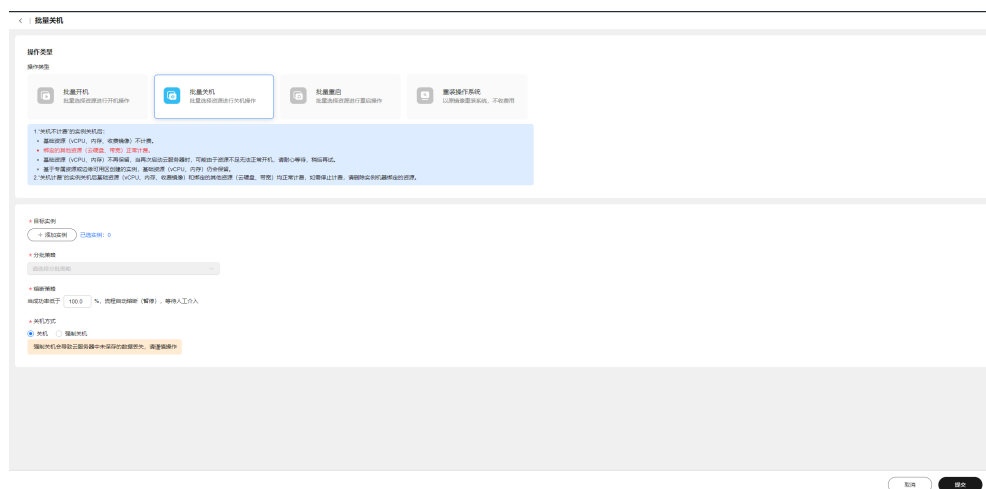 批量关机
操作类型
操作类型
批量开机
批量选择资源进行开机操作
批量关机
批量选择资源进行关机操作
批量重启
批量选择资源进行重启操作
重装操作系统
以原镜像重装系统，不收费用
1.“关机不计费”的实例关机后：
• 基础资源（vCPU、内存、收费镜像）不计费。
• 绑定的其他资源（云硬盘、带宽）正常计费。
• 基础资源（vCPU、内存）不再保留，当再次启动云服务器时，可能由于资源不足无法正常开机，请耐心等待，稍后再试。
• 基于专属资源或边缘可用区创建的实例，基础资源（vCPU、内存）仍会保留。
2.“关机计费”的实例关机后基础资源（vCPU、内存、收费镜像）和绑定的其他资源（云硬盘、带宽）均正常计费，如需停止计费，请删除实例和其绑定的资源。
* 目标实例
+ 添加实例 已选实例：0
* 分批策略
请选择分批策略
* 熔断策略
当成功率低于 100.0 %，流程自动熔断（暂停），等待人工介入
* 关机方式
关机 强制关机
强制关机会导致云服务器中未保存的数据丢失，请谨慎操作
取消 提交